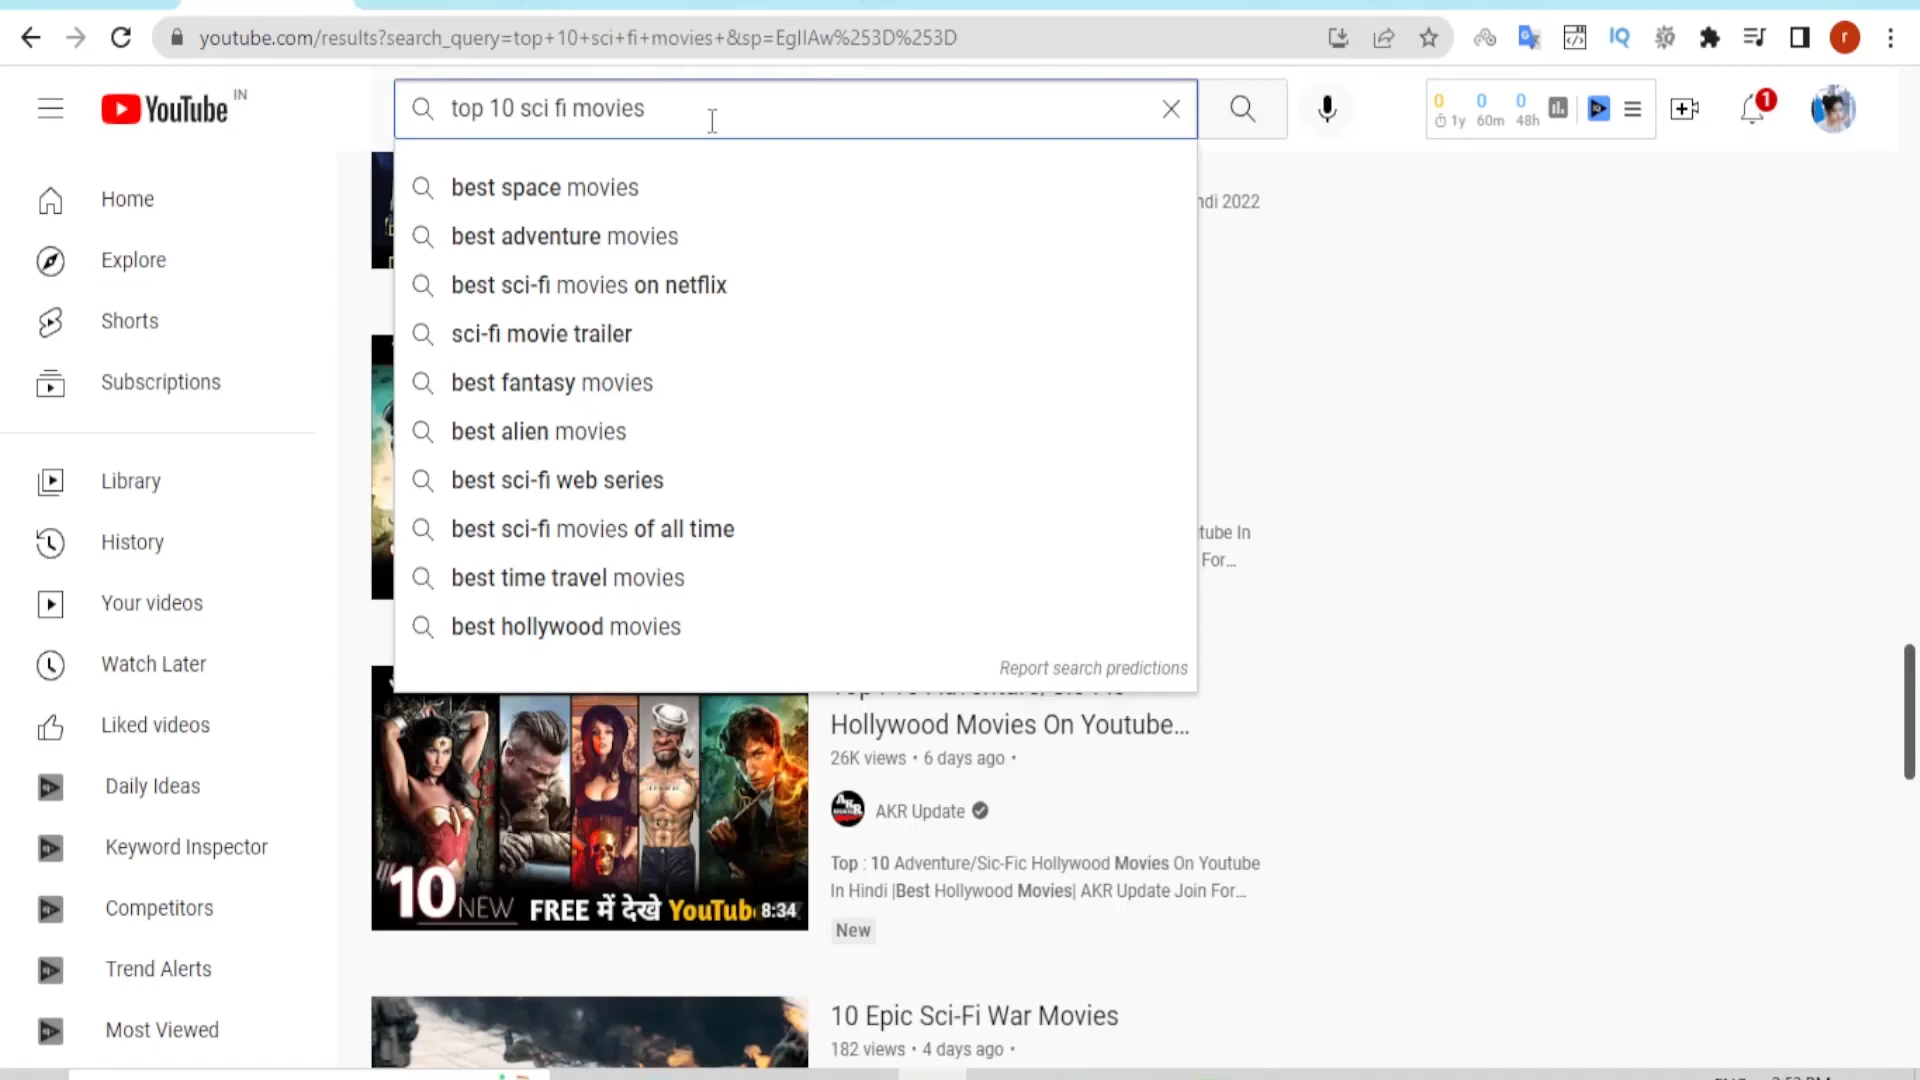 youtube.com/results?search_query=top+10+sci+fi+movies+&sp=EgIIAw%253D%253D
IQ
r
YouTube IN
top 10 sci fi movies
0 0 0
1y 60m 48h
1
best space movies
best adventure movies
best sci-fi movies on netflix
sci-fi movie trailer
best fantasy movies
best alien movies
best sci-fi web series
best sci-fi movies of all time
best time travel movies
best hollywood movies
Report search predictions
Home
Explore
Shorts
Subscriptions
Library
History
Your videos
Watch Later
Liked videos
Daily Ideas
Keyword Inspector
Competitors
Trend Alerts
Most Viewed
ndi 2022
tube In
For...
Hollywood Movies On Youtube...
26K views • 6 days ago •
AKR Update
Top : 10 Adventure/Sic-Fic Hollywood Movies On Youtube
In Hindi |Best Hollywood Movies| AKR Update Join For...
New
10 NEW FREE में देखे YouTub 8:34
10 Epic Sci-Fi War Movies
182 views • 4 days ago •